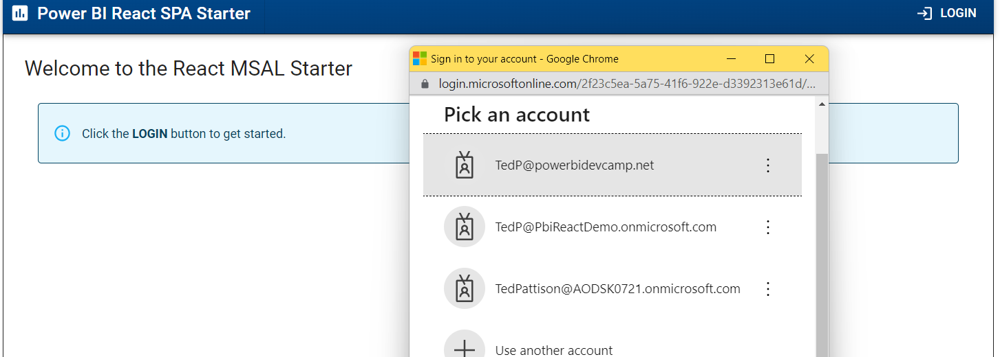 Power BI React SPA Starter
LOGIN
Welcome to the React MSAL Starter
Click the LOGIN button to get started.
Sign in to your account - Google Chrome
login.microsoftonline.com/2f23c5ea-5a75-41f6-922e-d3392313e61d/...
Pick an account
TedP@powerbidevcamp.net
TedP@PbiReactDemo.onmicrosoft.com
TedPattison@AODSK0721.onmicrosoft.com
Use another account